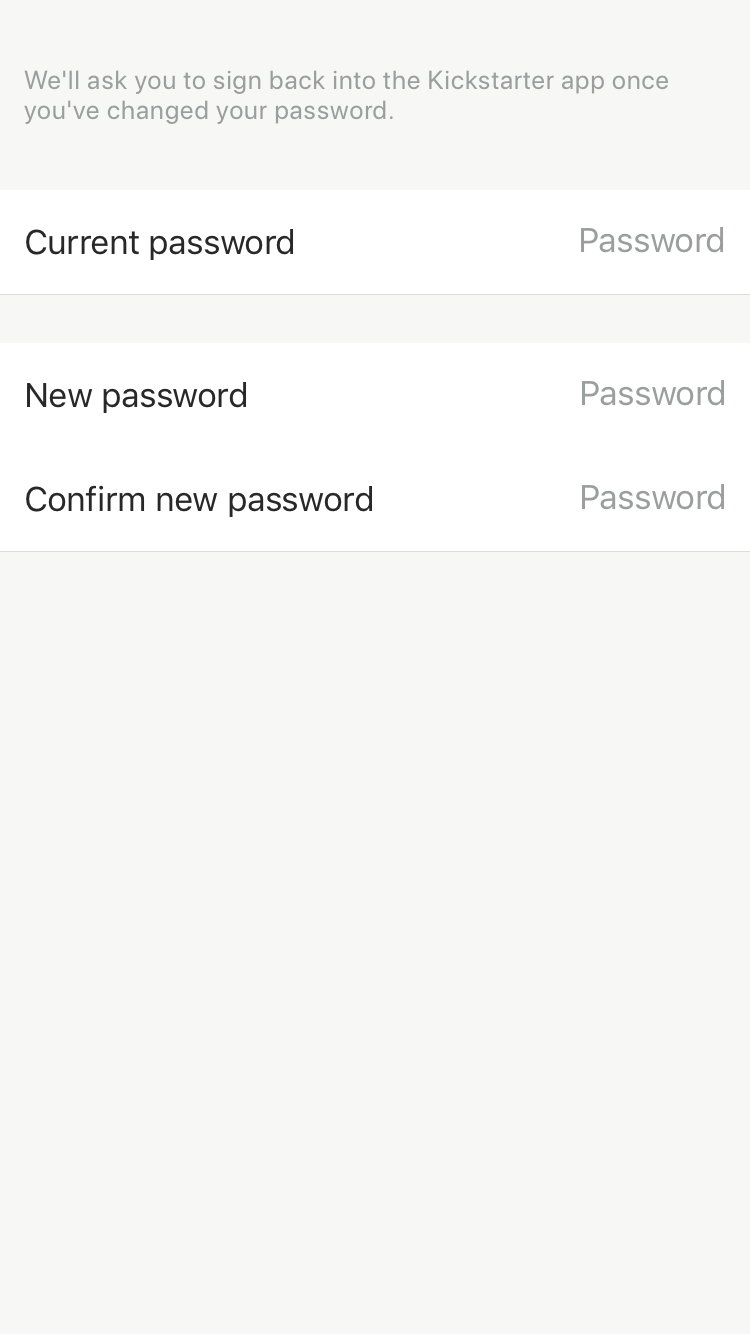 We'll ask you to sign back into the Kickstarter app once
you've changed your password.
Current password Password
New password Password
Confirm new password Password